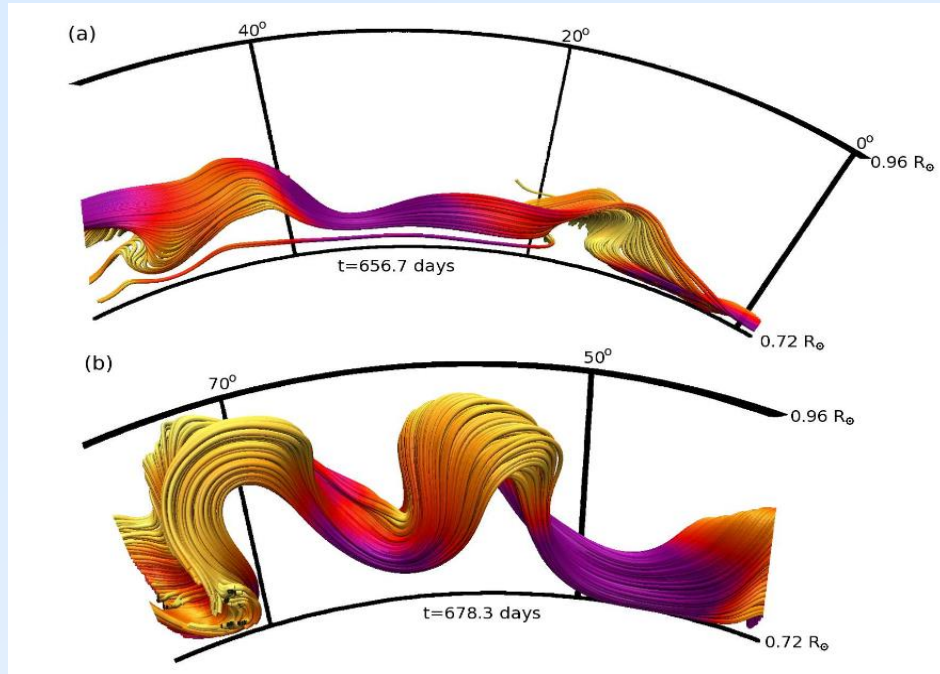 (a)
40°
20°
0°
0.96 R⊙
t=656.7 days
0.72 R⊙
(b)
70°
50°
0.96 R⊙
t=678.3 days
0.72 R⊙